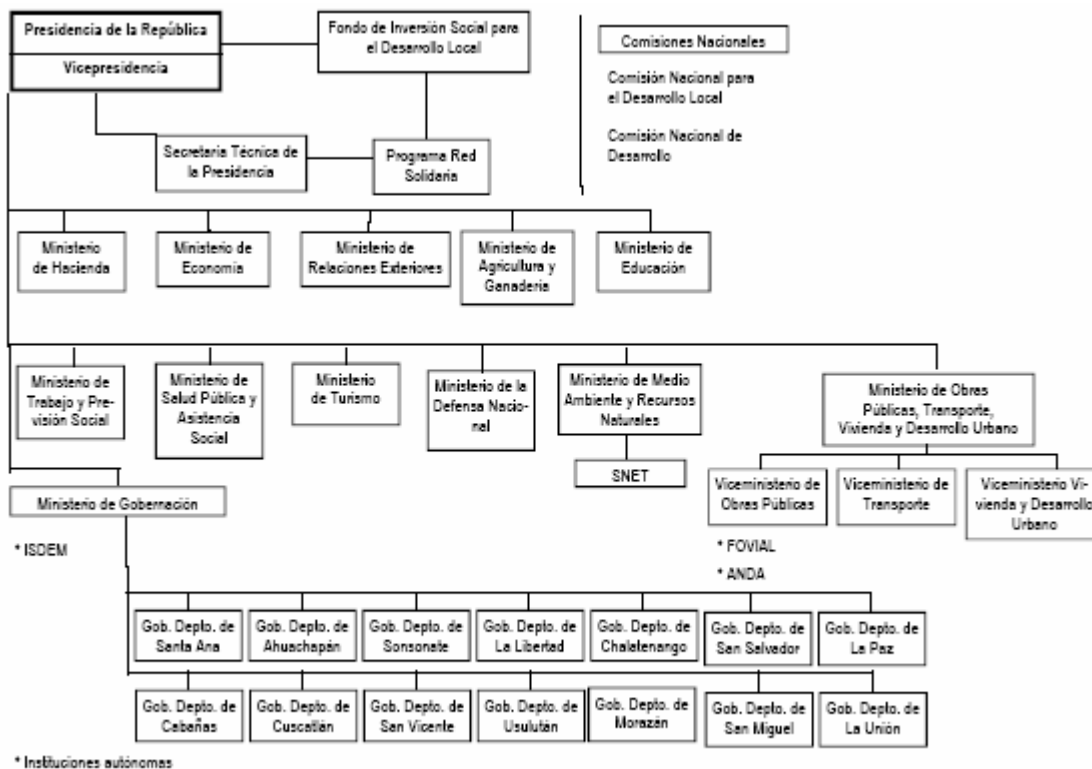 Presidencia de la República
Vicepresidencia
Fondo de Inversión Social para
el Desarrollo Local
Comisiones Nacionales
Comisión Nacional para
el Desarrollo Local
Comisión Nacional de
Desarrollo
Secretaria Técnica de
la Presidencia
Programa Red
Solidaria
Ministerio
de Hacienda
Ministerio de
Economía
Ministerio de
Relaciones Exteriores
Ministerio de
Agricultura y
Ganaderia
Ministerio de
Educación
Ministerio de
Trabajo y Pre-
visión Social
Ministerio de
Salud Pública y
Asistencia
Social
Ministerio
de Turismo
Ministerio de la
Defensa Nacio-
nal
Ministerio de Medio
Ambiente y Recursos
Naturales
Ministerio de Obras
Públicas, Transporte,
Vivienda y Desarrollo Urbano
SNET
Viceministerio de
Obras Públicas
Viceministerio de
Transporte
Viceministerio Vi-
vienda y Desarrollo
Urbano
Ministerio de Gobernación
* ISDEM
* FOVIAL
* ANDA
Gob. Depto. de
Santa Ana
Gob. Depto. de
Ahuachapán
Gob. Depto. de
Sonsonate
Gob. Depto. de
La Libertad
Gob. Depto. de
Chalatenango
Gob. Depto. de
San Salvador
Gob. Depto. de
La Paz
Gob. Depto. de
Cabañas
Gob. Depto. de
Cuscatlán
Gob. Depto. de
San Vicente
Gob. Depto. de
Usulután
Gob. Depto. de
Morazán
Gob. Depto. de
San Miguel
Gob. Depto. de
La Unión
* Instituciones autónomas